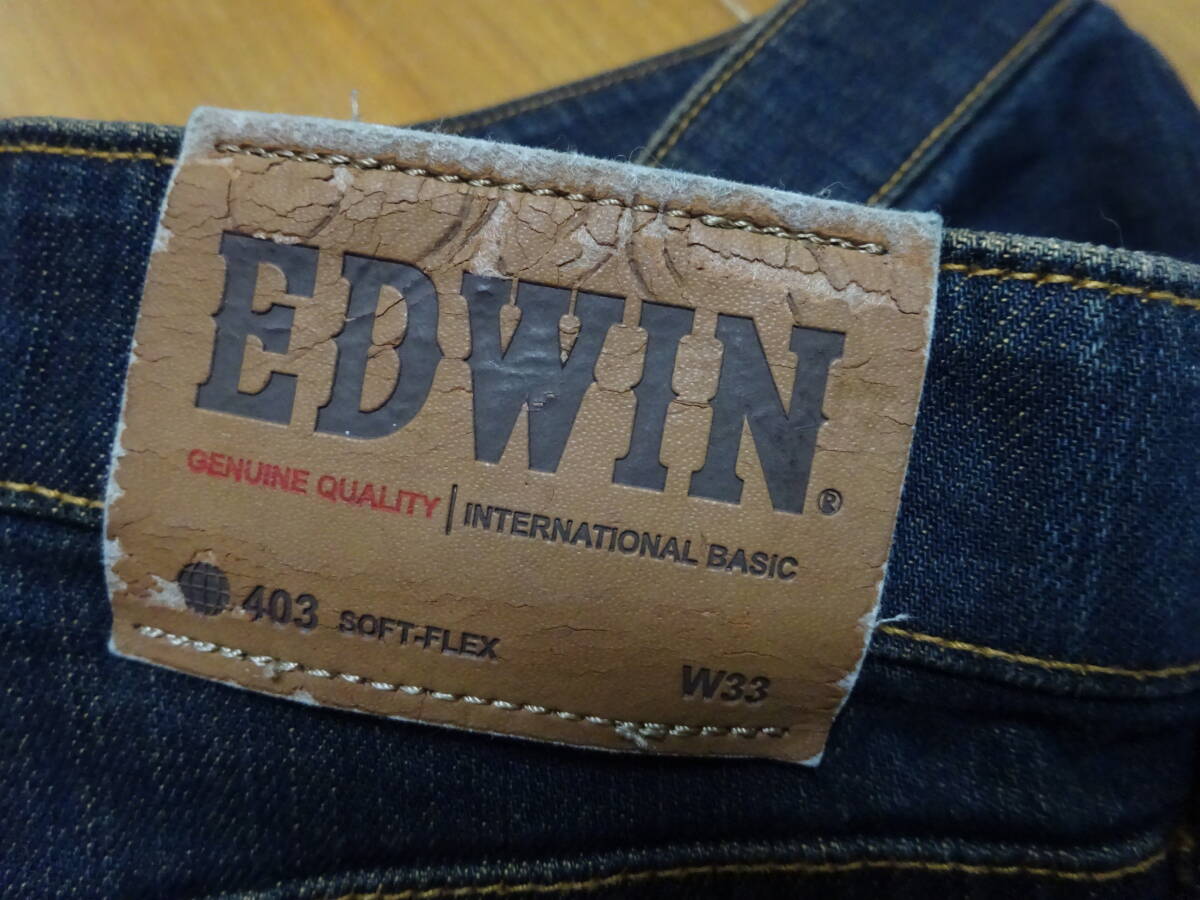 EDWIN®
GENUINE QUALITY | INTERNATIONAL BASIC
403 SOFT-FLEX
W33